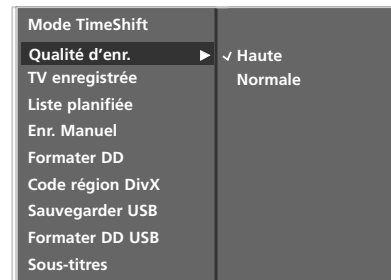 Mode TimeShift
Qualité d'enr. ▶ ✓ Haute
TV enregistrée Normale
Liste planifiée
Enr. Manuel
Formater DD
Code région DivX
Sauvegarder USB
Formater DD USB
Sous-titres